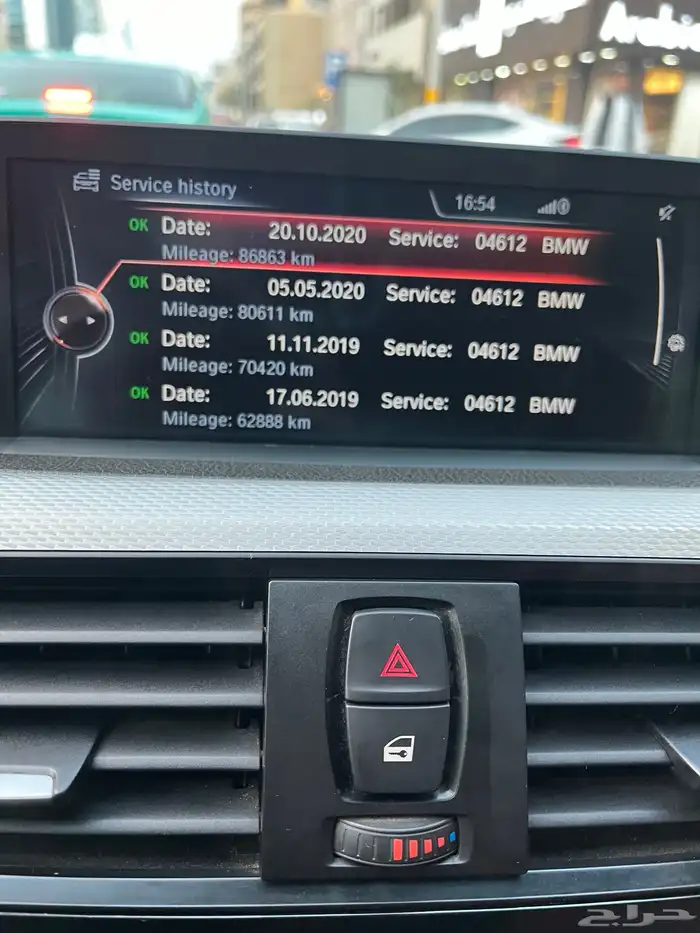 Service history
16:54
OK Date: 20.10.2020 Service: 04612 BMW
Mileage: 86863 km
OK Date: 05.05.2020 Service: 04612 BMW
Mileage: 80611 km
OK Date: 11.11.2019 Service: 04612 BMW
Mileage: 70420 km
OK Date: 17.06.2019 Service: 04612 BMW
Mileage: 62888 km
حراج